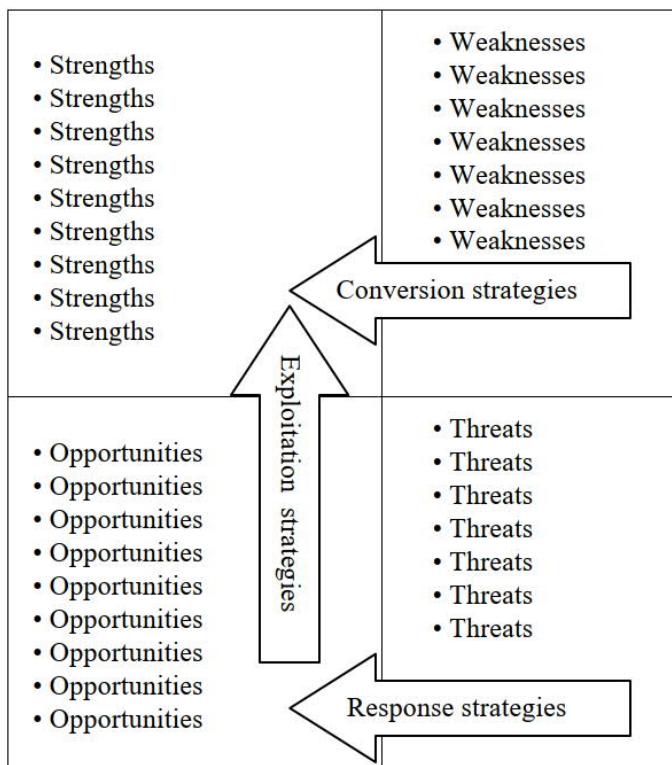 • Strengths
• Strengths
• Strengths
• Strengths
• Strengths
• Strengths
• Strengths
• Strengths
• Strengths
• Weaknesses
• Weaknesses
• Weaknesses
• Weaknesses
• Weaknesses
• Weaknesses
• Weaknesses
Conversion strategies
Exploitation strategies
• Opportunities
• Opportunities
• Opportunities
• Opportunities
• Opportunities
• Opportunities
• Opportunities
• Opportunities
• Opportunities
• Threats
• Threats
• Threats
• Threats
• Threats
• Threats
• Threats
Response strategies